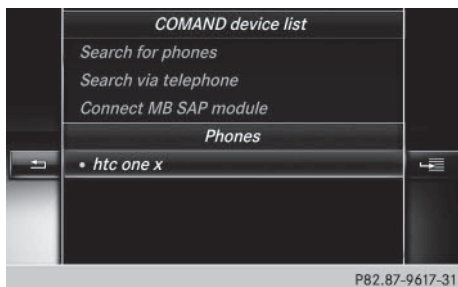 COMAND device list
Search for phones
Search via telephone
Connect MB SAP module
Phones
• htc one x
P82.87-9617-31